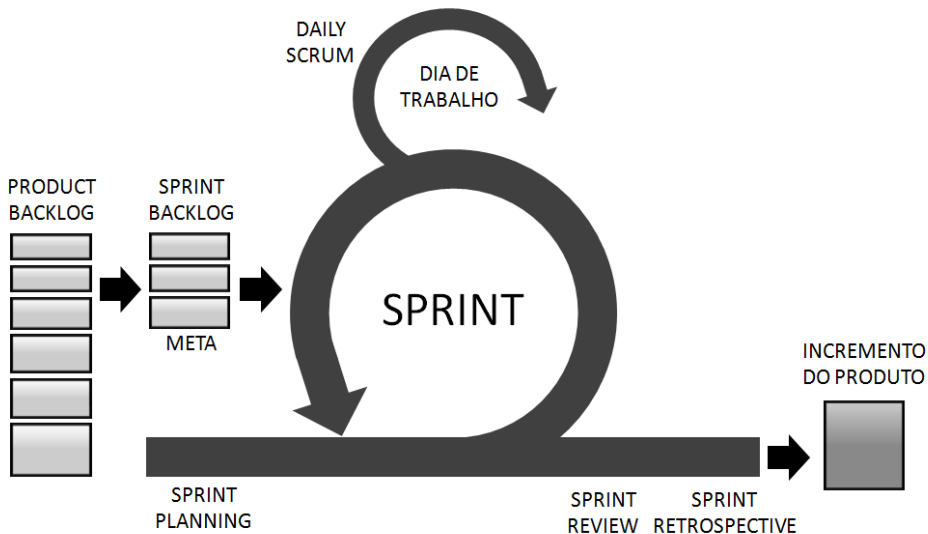 DAILY
SCRUM
DIA DE
TRABALHO
PRODUCT
BACKLOG
SPRINT
BACKLOG
META
SPRINT
INCREMENTO
DO PRODUTO
SPRINT
PLANNING
SPRINT
REVIEW
SPRINT
RETROSPECTIVE